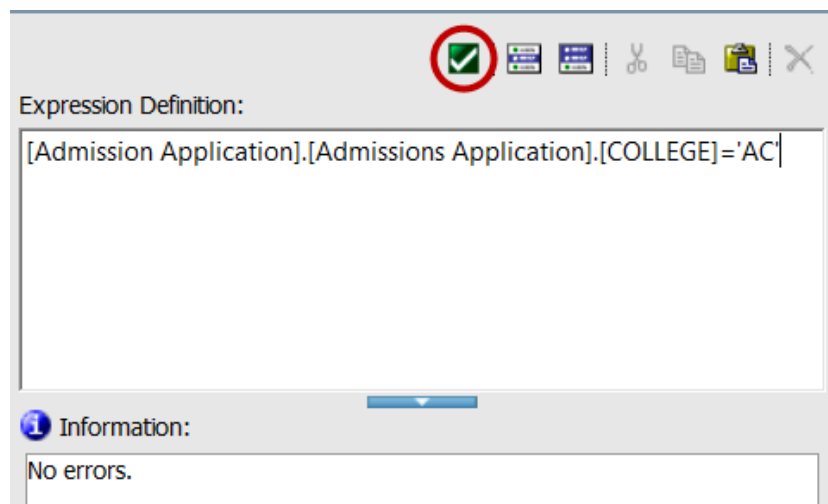 Expression Definition:
[Admission Application].[Admissions Application].[COLLEGE]='AC'
Information:
No errors.